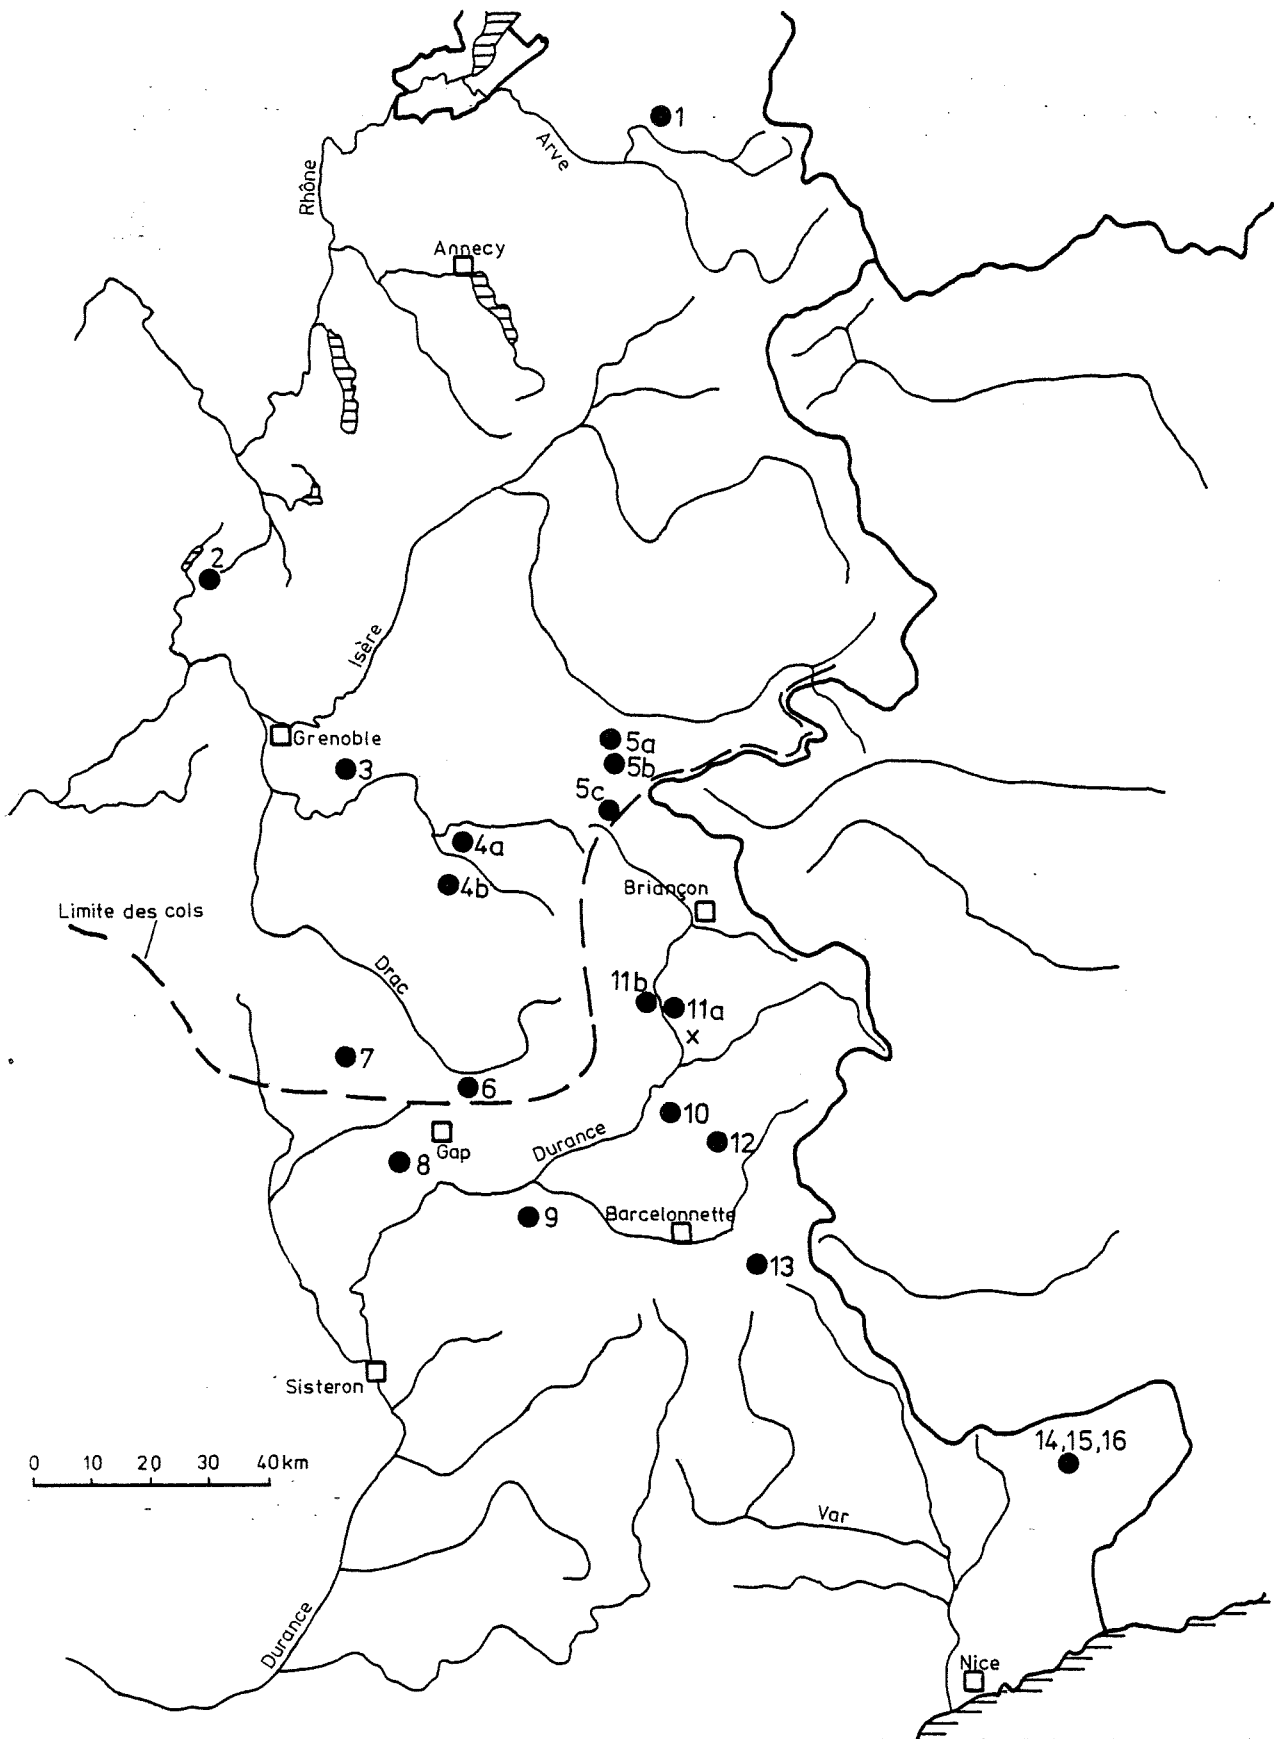 1
Arve
Rhône
Annecy
2
Isère
Grenoble
3
5a
5b
5c
4a
4b
Briançon
Limite des cols
Drac
11b
11a
x
7
6
10
Durance
12
Gap
8
Barcelonnette
9
13
Sisteron
14,15,16
0 10 20 30 40km
Var
Durance
Nice